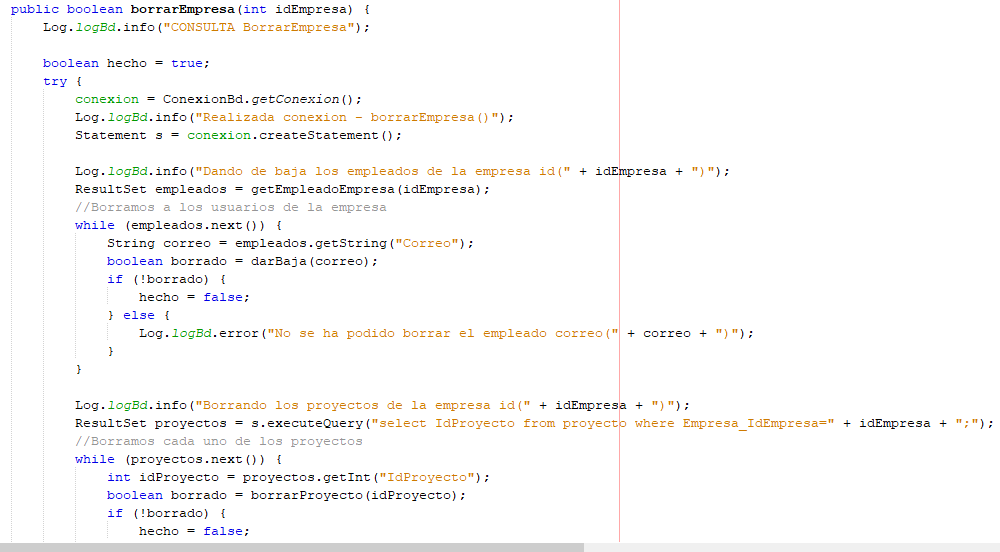 public boolean borrarEmpresa(int idEmpresa) {
Log.logBd.info("CONSULTA BorrarEmpresa");
boolean hecho = true;
try {
conexion = ConexionBd.getConexion();
Log.logBd.info("Realizada conexion - borrarEmpresa()");
Statement s = conexion.createStatement();
Log.logBd.info("Dando de baja los empleados de la empresa id(" + idEmpresa + ")");
ResultSet empleados = getEmpleadoEmpresa(idEmpresa);
//Borramos a los usuarios de la empresa
while (empleados.next()) {
String correo = empleados.getString("Correo");
boolean borrado = darBaja(correo);
if (!borrado) {
hecho = false;
} else {
Log.logBd.error("No se ha podido borrar el empleado correo(" + correo + ")");
}
}
Log.logBd.info("Borrando los proyectos de la empresa id(" + idEmpresa + ")");
ResultSet proyectos = s.executeQuery("select IdProyecto from proyecto where Empresa_IdEmpresa=" + idEmpresa + ";");
//Borramos cada uno de los proyectos
while (proyectos.next()) {
int idProyecto = proyectos.getInt("IdProyecto");
boolean borrado = borrarProyecto(idProyecto);
if (!borrado) {
hecho = false;